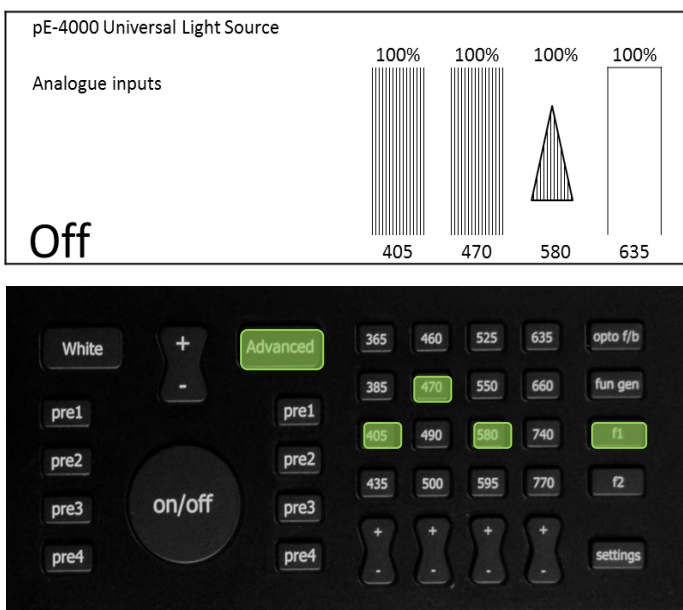 pE-4000 Universal Light Source
100% 100% 100% 100%
Analogue inputs
Off
405 470 580 635
White + - Advanced
365 460 525 635 opto f/b
385 470 550 660 fun gen
pre1 pre1
405 490 580 740 f1
pre2 pre2
435 500 595 770 f2
on/off
pre3 pre3
+ + + +
- - - -
pre4 pre4
settings